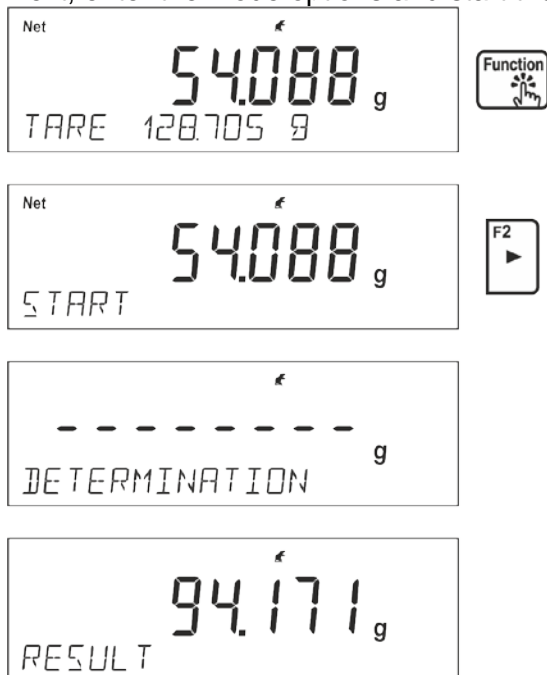 Net
54.088 g
TARE 128.705 g
Function
Net
54.088 g
START
F2
- - - - - - - - g
DETERMINATION
94.171 g
RESULT